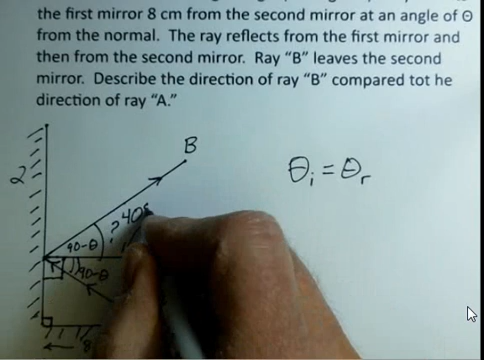 the first mirror 8 cm from the second mirror at an angle of Θ
from the normal. The ray reflects from the first mirror and
then from the second mirror. Ray “B” leaves the second
mirror. Describe the direction of ray “B” compared tot he
direction of ray “A.”
B
2
θi = θr
?
90-θ
90-θ
8